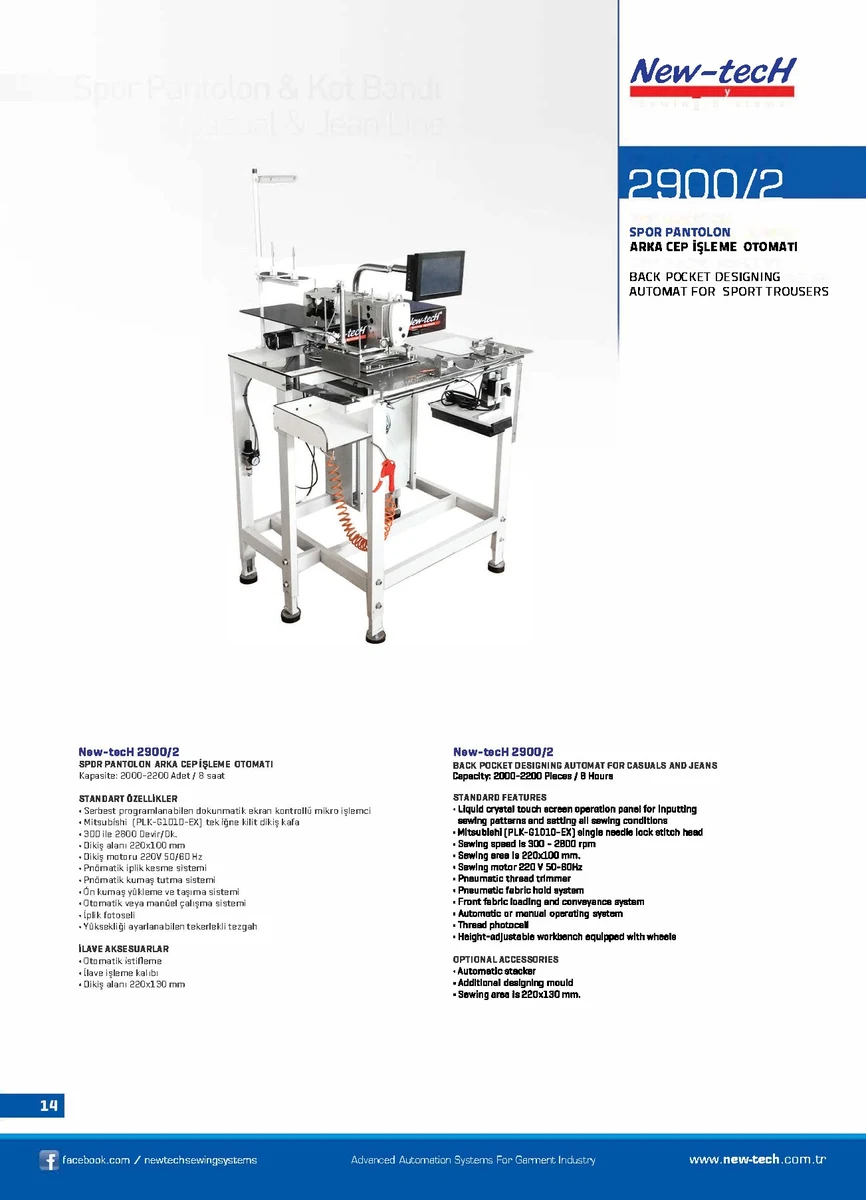 Spor Pantolon & Kot Bandı
Casual & Jean Line
New-tecH
2900/2
SPOR PANTOLON
ARKA CEP İŞLEME OTOMATI
BACK POCKET DESIGNING
AUTOMAT FOR SPORT TROUSERS
New-tecH
New-tecH
New-tecH 2900/2
SPOR PANTOLON ARKA CEP İŞLEME OTOMATI
Kapasite: 2000-2200 Adet / 8 saat
STANDART ÖZELLİKLER
• Serbest programlanabilen dokunmatik ekran kontrollü mikro işlemci
• Mitsubishi (PLK-G1010-EX) tek iğne kilit dikiş kafa
• 300 ile 2800 Devir/Dk.
• Dikiş alanı 220x100 mm
• Dikiş motoru 220V 50/60 Hz
• Pnömatik iplik kesme sistemi
• Pnömatik kumaş tutma sistemi
• Ön kumaş yükleme ve taşıma sistemi
• Otomatik veya manüel çalışma sistemi
• İplik fotoseli
• Yüksekliği ayarlanabilen tekerlekli tezgah
İLAVE AKSESUARLAR
• Otomatik istifleme
• İlave işleme kalıbı
• Dikiş alanı 220x130 mm
New-tecH 2900/2
BACK POCKET DESIGNING AUTOMAT FOR CASUALS AND JEANS
Capacity: 2000-2200 Pieces / 8 Hours
STANDARD FEATURES
• Liquid crystal touch screen operation panel for inputting
sewing patterns and setting all sewing conditions
• Mitsubishi (PLK-G1010-EX) single needle lock stitch head
• Sewing speed is 300 - 2800 rpm
• Sewing area is 220x100 mm.
• Sewing motor 220 V 50-60Hz
• Pneumatic thread trimmer
• Pneumatic fabric hold system
• Front fabric loading and conveyance system
• Automatic or manual operating system
• Thread photocell
• Height-adjustable workbench equipped with wheels
OPTIONAL ACCESSORIES
• Automatic stacker
• Additional designing mould
• Sewing area is 220x130 mm.
14
facebook.com / newtechsewingsystems
Advanced Automation Systems For Garment Industry
www.new-tech.com.tr